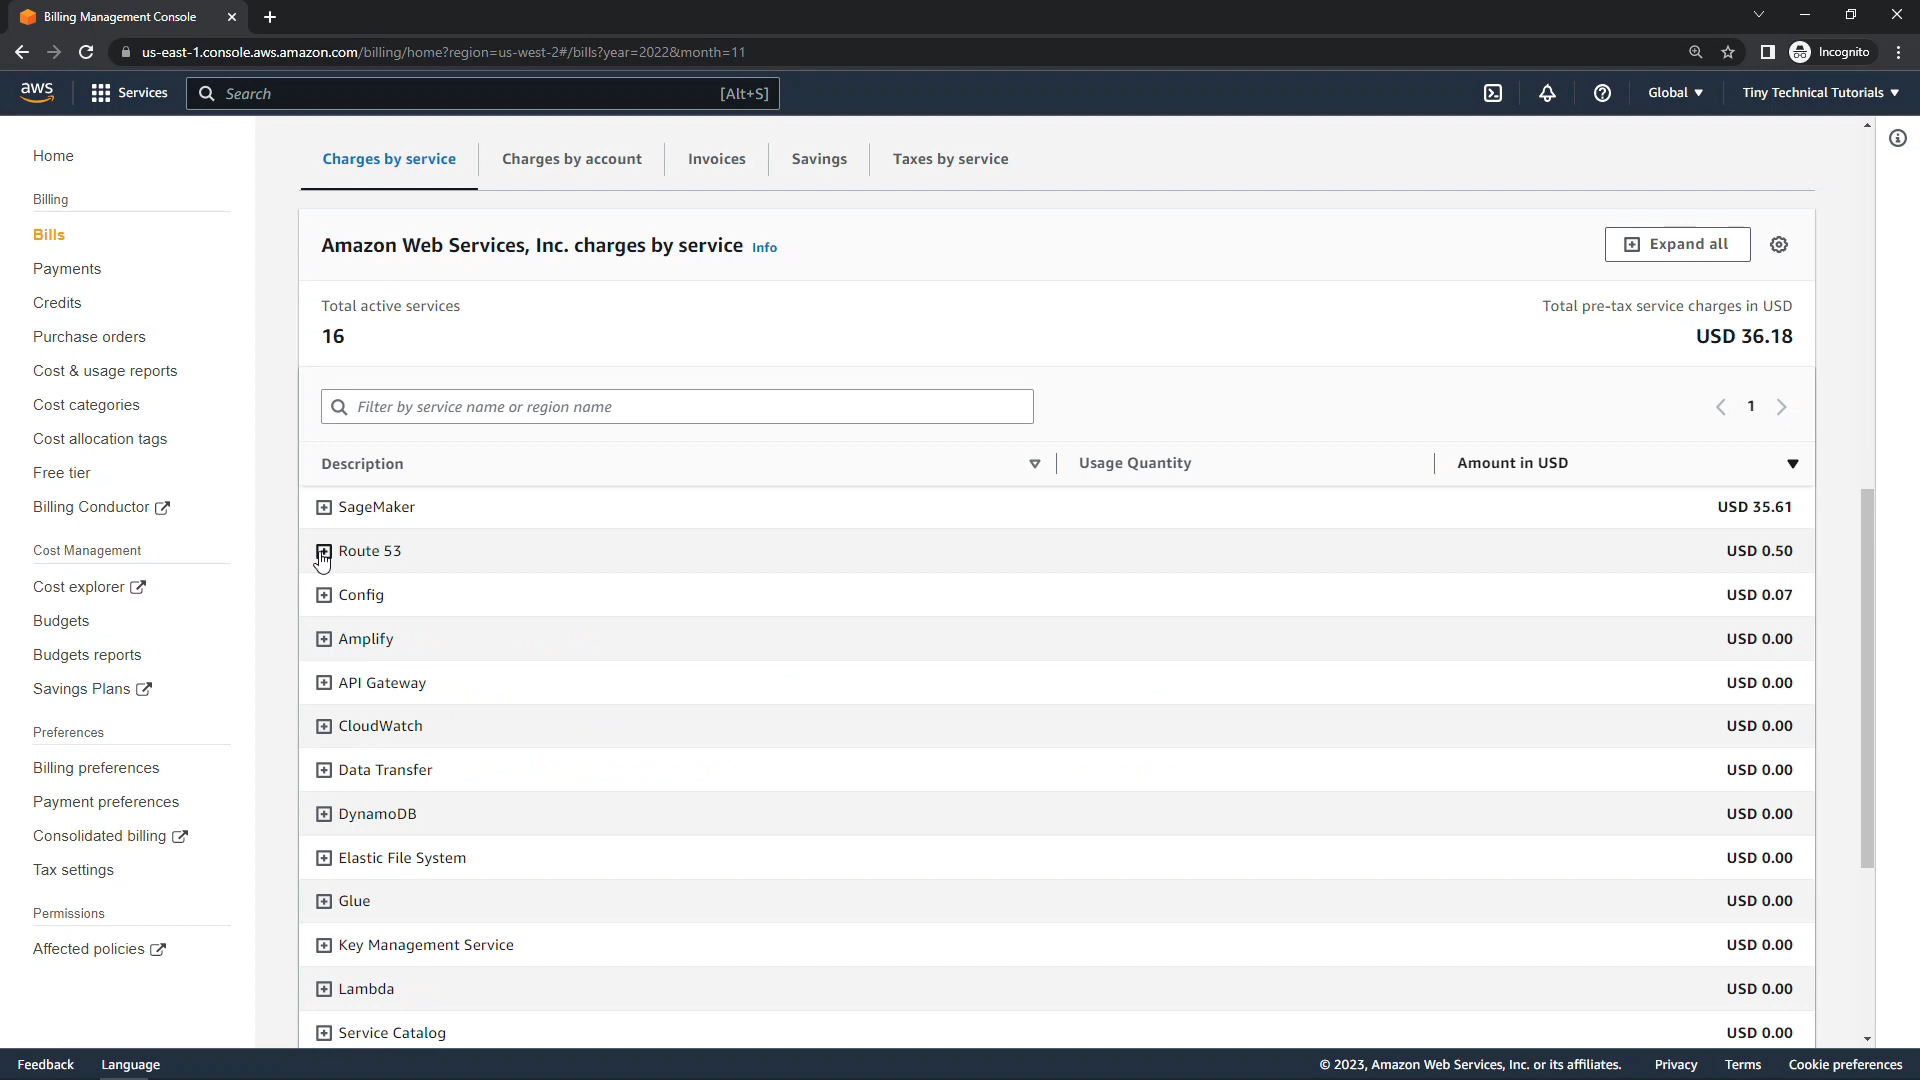 Billing Management Console
us-east-1.console.aws.amazon.com/billing/home?region=us-west-2#/bills?year=2022&month=11
Incognito
aws
Services
Search
[Alt+S]
Global
Tiny Technical Tutorials
Home
Billing
Bills
Payments
Credits
Purchase orders
Cost & usage reports
Cost categories
Cost allocation tags
Free tier
Billing Conductor
Cost Management
Cost explorer
Budgets
Budgets reports
Savings Plans
Preferences
Billing preferences
Payment preferences
Consolidated billing
Tax settings
Permissions
Affected policies
Charges by service
Charges by account
Invoices
Savings
Taxes by service
Amazon Web Services, Inc. charges by service Info
Expand all
Total active services
16
Total pre-tax service charges in USD
USD 36.18
Filter by service name or region name
1
Description Usage Quantity Amount in USD
SageMaker USD 35.61
Route 53 USD 0.50
Config USD 0.07
Amplify USD 0.00
API Gateway USD 0.00
CloudWatch USD 0.00
Data Transfer USD 0.00
DynamoDB USD 0.00
Elastic File System USD 0.00
Glue USD 0.00
Key Management Service USD 0.00
Lambda USD 0.00
Service Catalog USD 0.00
Feedback
Language
© 2023, Amazon Web Services, Inc. or its affiliates.
Privacy
Terms
Cookie preferences